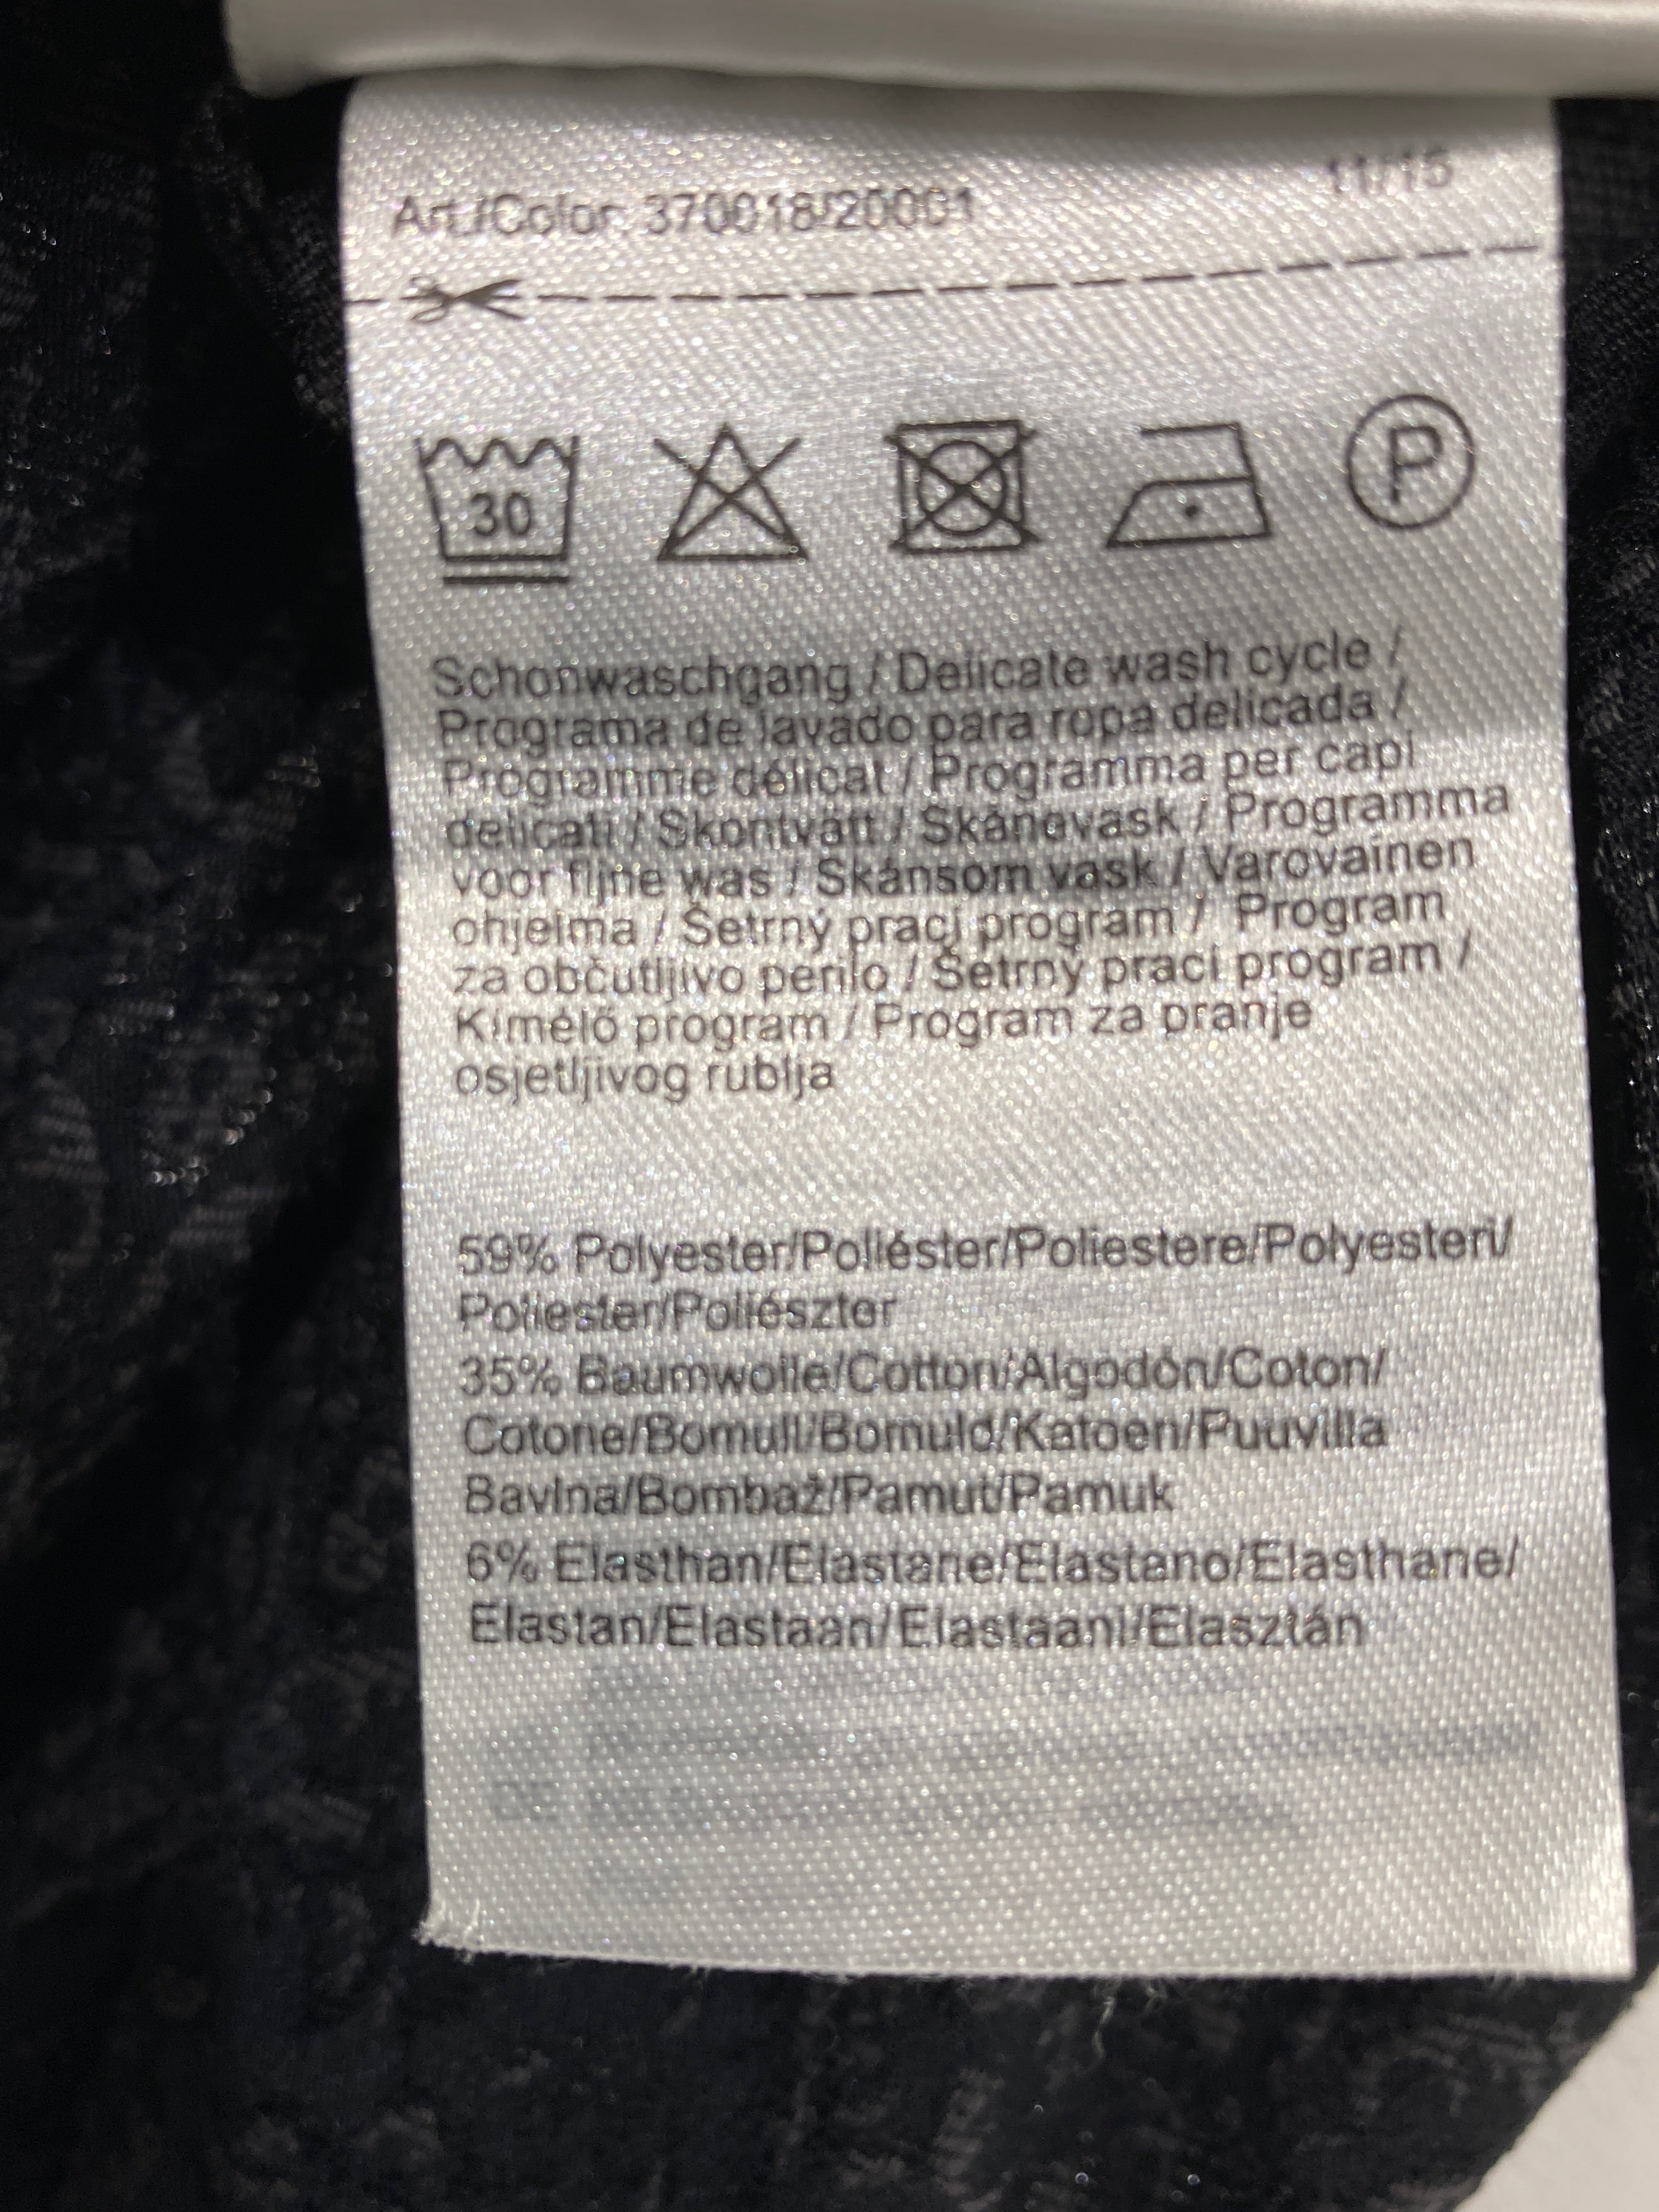 11/15
Art./Color: 370018/20001
30
P
Schonwaschgang / Delicate wash cycle /
Programa de lavado para ropa delicada /
Programme délicat / Programma per capi
delicati / Skontvätt / Skånevask / Programma
voor fijne was / Skånsom vask / Varovainen
ohjelma / Šetrný prací program / Program
za občutljivo perilo / Šetrný prací program /
Kímélő program / Program za pranje
osjetljivog rublja
59% Polyester/Poliéster/Poliestere/Polyesteri/
Poliester/Poliészter
35% Baumwolle/Cotton/Algodón/Coton/
Cotone/Bomull/Bomuld/Katoen/Puuvilla
Bavlna/Bombaž/Pamut/Pamuk
6% Elasthan/Elastane/Elastano/Elasthane/
Elastan/Elastaan/Elastaani/Elasztán